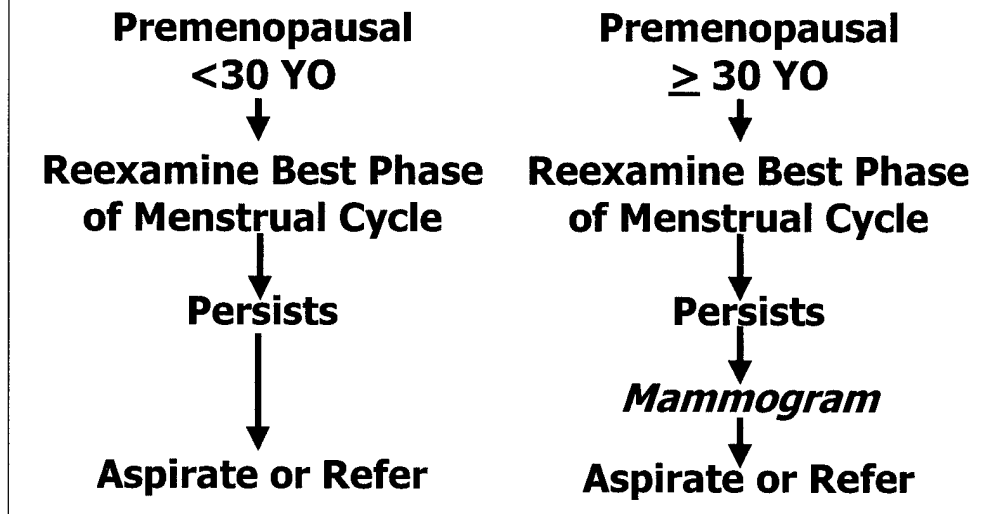 Premenopausal
<30 YO
Reexamine Best Phase
of Menstrual Cycle
Persists
Aspirate or Refer
Premenopausal
≥ 30 YO
Reexamine Best Phase
of Menstrual Cycle
Persists
Mammogram
Aspirate or Refer